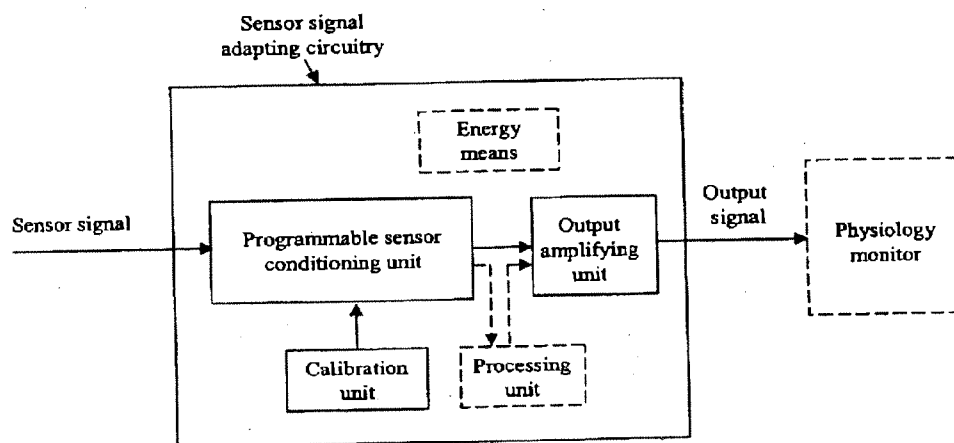 Sensor signal
adapting circuitry
Energy
means
Sensor signal
Programmable sensor
conditioning unit
Output
amplifying
unit
Output
signal
Physiology
monitor
Calibration
unit
Processing
unit